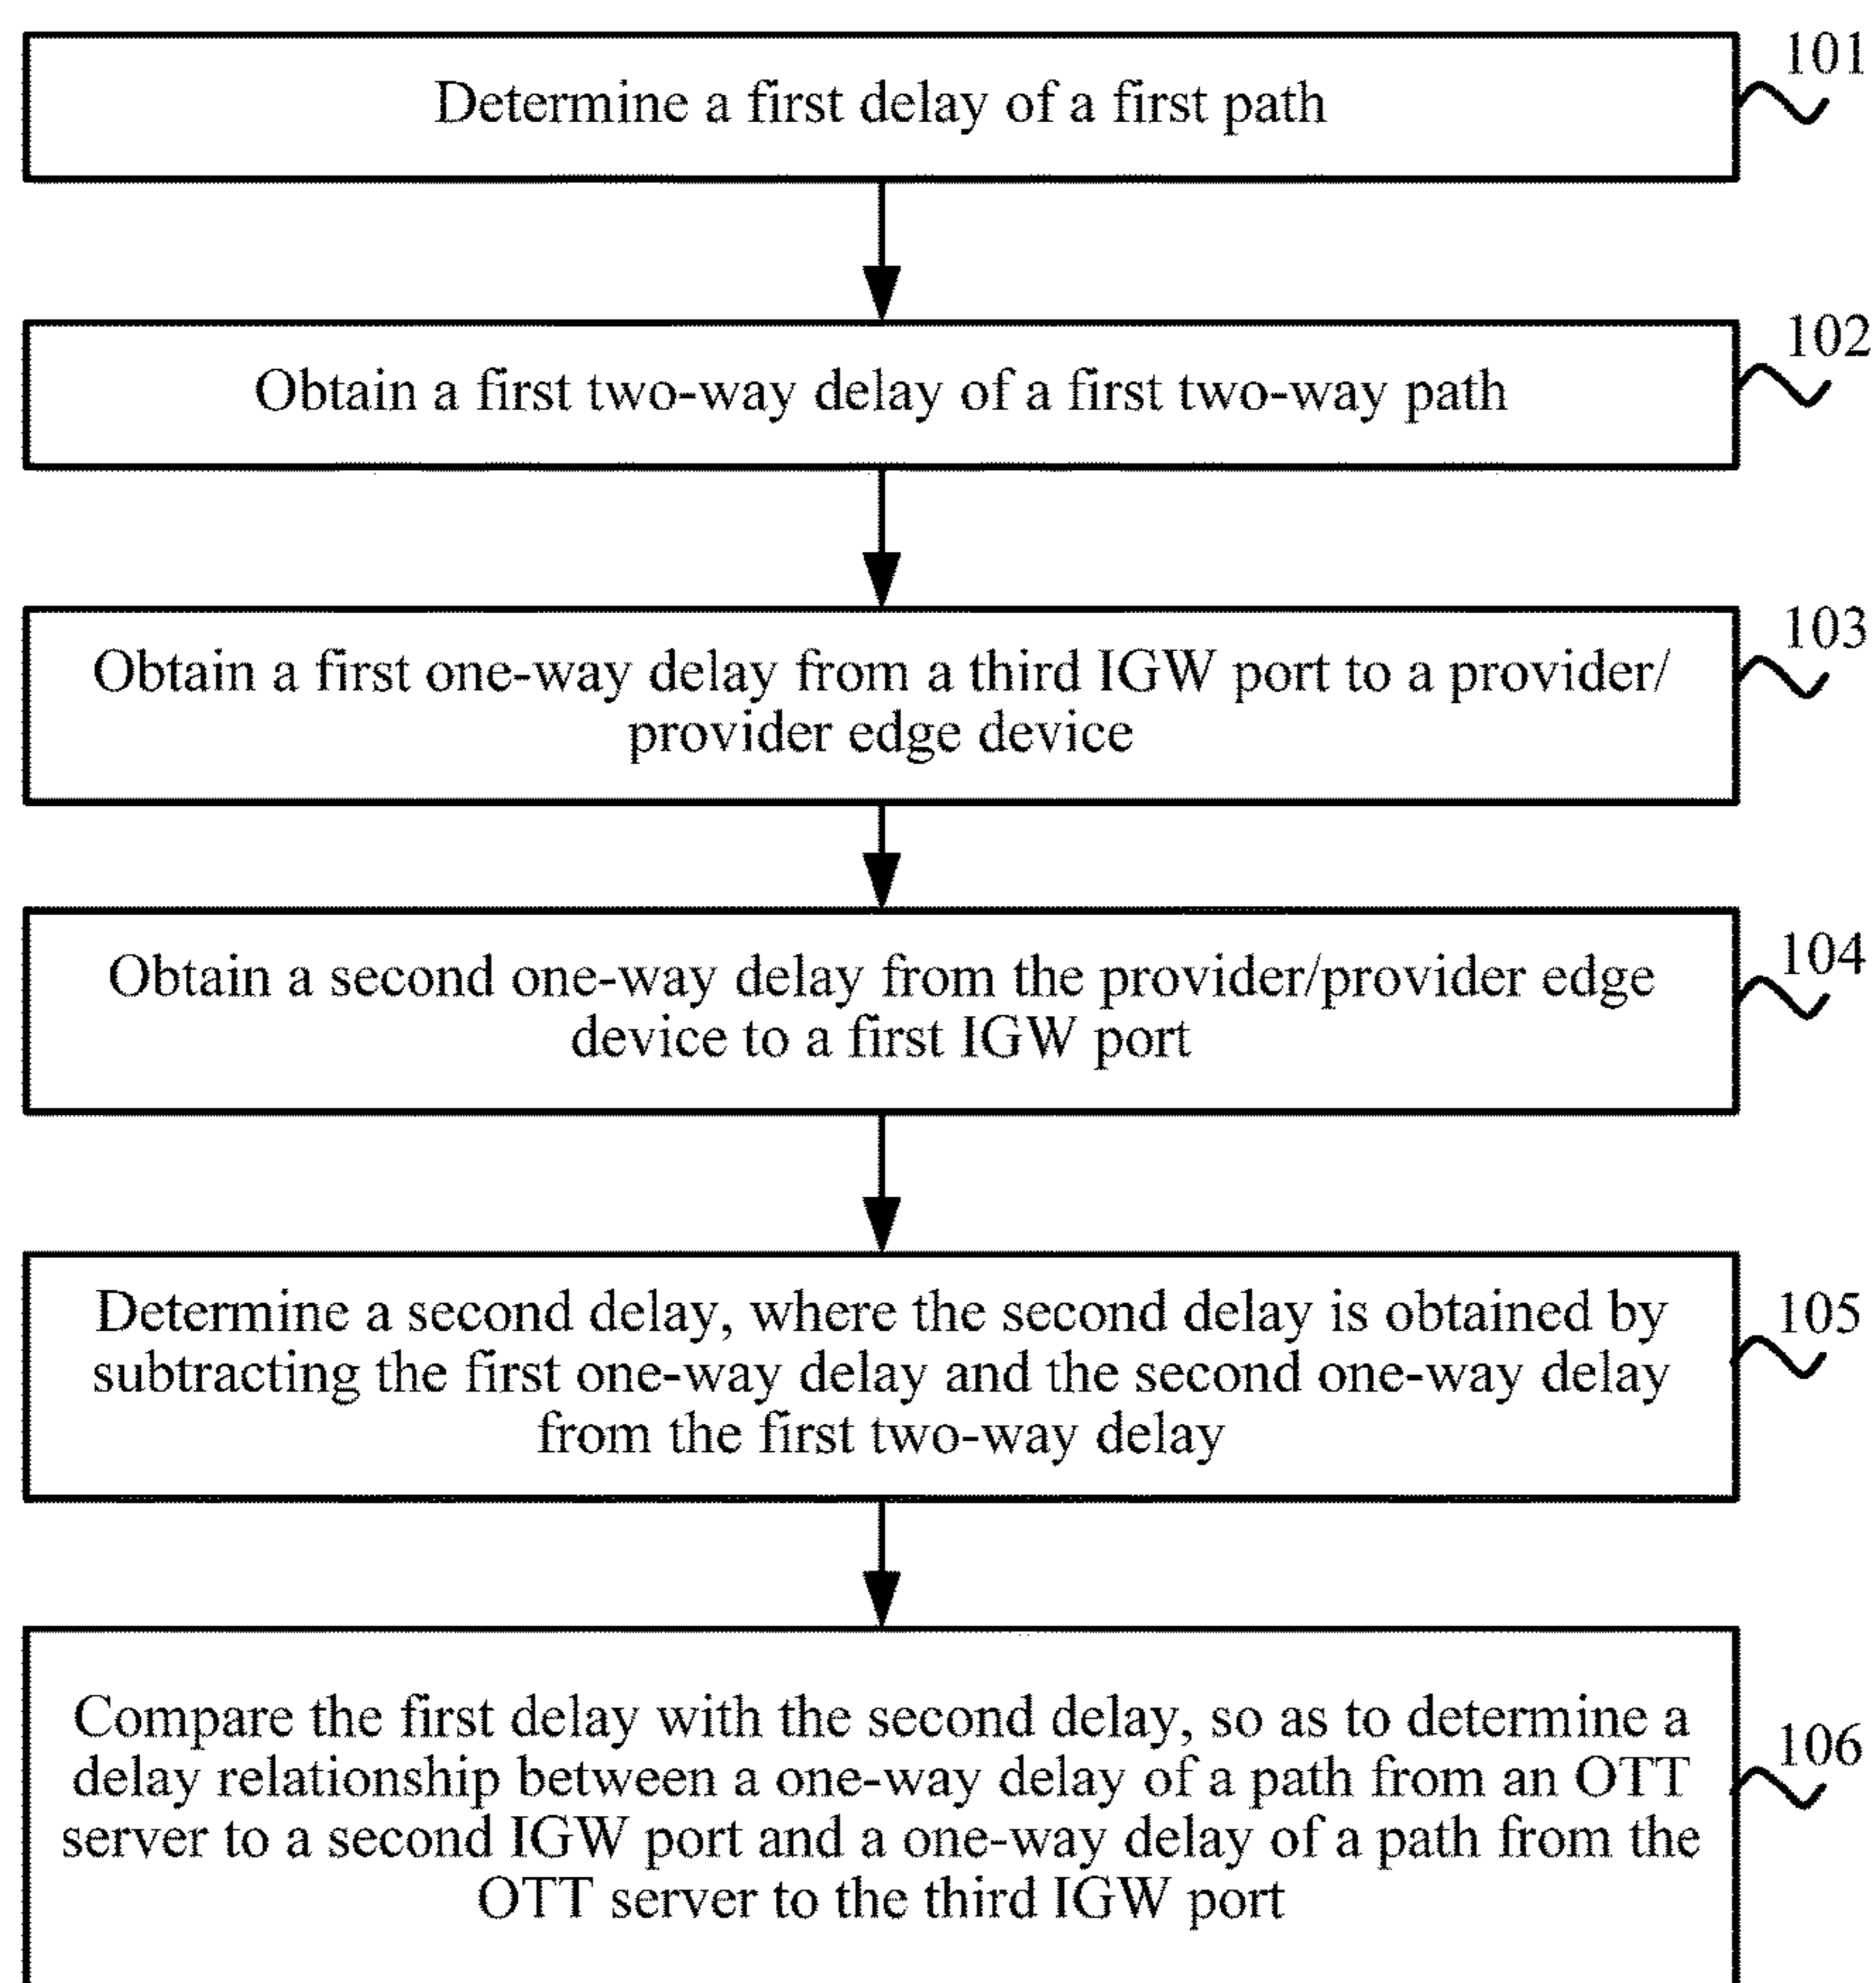 101
Determine a first delay of a first path
102
Obtain a first two-way delay of a first two-way path
103
Obtain a first one-way delay from a third IGW port to a provider/
provider edge device
104
Obtain a second one-way delay from the provider/provider edge
device to a first IGW port
105
Determine a second delay, where the second delay is obtained by
subtracting the first one-way delay and the second one-way delay
from the first two-way delay
106
Compare the first delay with the second delay, so as to determine a
delay relationship between a one-way delay of a path from an OTT
server to a second IGW port and a one-way delay of a path from the
OTT server to the third IGW port